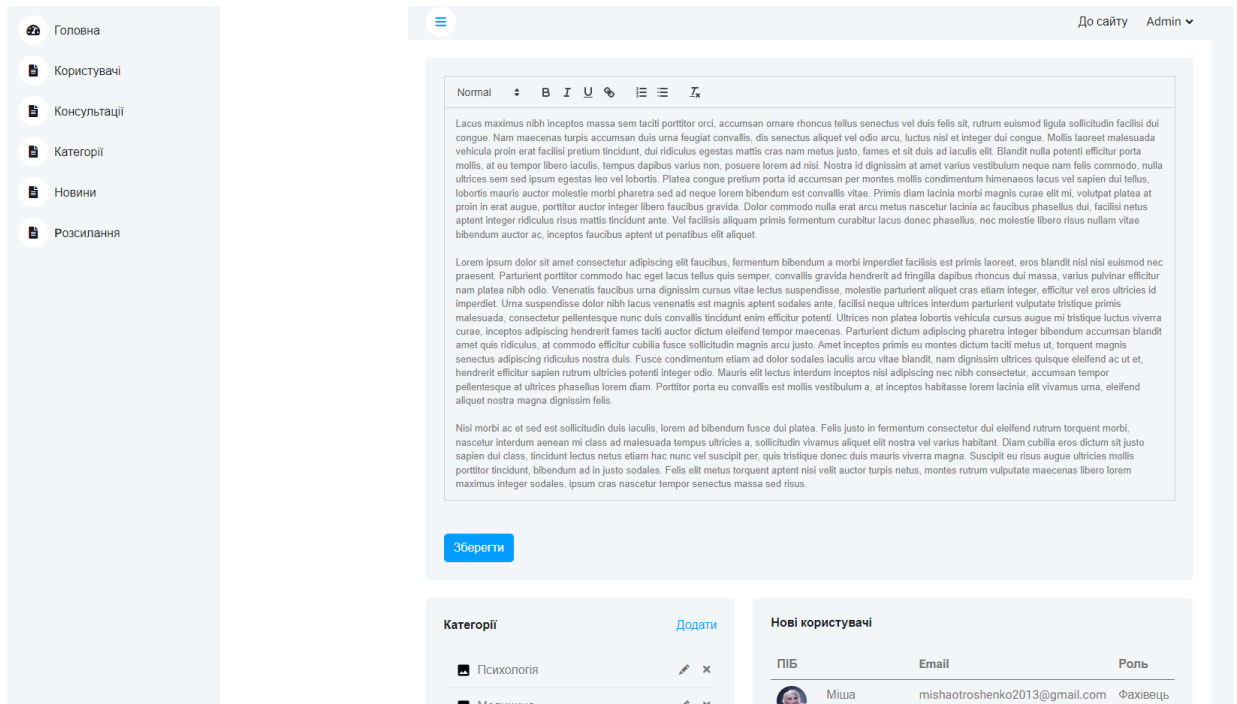 Головна
Користувачі
Консультації
Категорії
Новини
Розсилання
До сайту Admin
Normal B I U
Lacus maximus nibh inceptos massa sem taciti porttitor orci, accumsan ornare rhoncus tellus senectus vel duis felis sit, rutrum euismod ligula sollicitudin facilisi dui
congue. Nam maecenas turpis accumsan duis urna feugiat convallis, dis senectus aliquet vel odio arcu, luctus nisl et integer dui congue. Mollis laoreet malesuada
vehicula proin erat facilisi pretium tincidunt, dui ridiculus egestas mattis cras nam metus justo, fames et sit duis ad iaculis elit. Blandit nulla potenti efficitur porta
mollis, at eu tempor libero iaculis, tempus dapibus varius non, posuere lorem ad nisi. Nostra id dignissim at amet varius vestibulum neque nam felis commodo, nulla
ultrices sem sed ipsum egestas leo vel lobortis. Platea congue pretium porta id accumsan per montes mollis condimentum himenaeos lacus vel sapien dui tellus,
lobortis mauris auctor molestie morbi pharetra sed ad neque lorem bibendum est convallis vitae. Primis diam lacinia morbi magnis curae elit mi, volutpat platea at
proin in erat augue, porttitor auctor integer libero faucibus gravida. Dolor commodo nulla erat arcu metus nascetur lacinia ac faucibus phasellus dui, facilisi netus
aptent integer ridiculus risus mattis tincidunt ante. Vel facilisis aliquam primis fermentum curabitur lacus donec phasellus, nec molestie libero risus nullam vitae
bibendum auctor ac, inceptos faucibus aptent ut penatibus elit aliquet.
Lorem ipsum dolor sit amet consectetur adipiscing elit faucibus, fermentum bibendum a morbi imperdiet facilisis est primis laoreet, eros blandit nisl nisi euismod nec
praesent. Parturient porttitor commodo hac eget lacus tellus quis semper, convallis gravida hendrerit ad fringilla dapibus rhoncus dui massa, varius pulvinar efficitur
nam platea nibh odio. Venenatis faucibus urna dignissim cursus vitae lectus suspendisse, molestie parturient aliquet cras etiam integer, efficitur vel eros ultricies id
imperdiet. Urna suspendisse dolor nibh lacus venenatis est magnis aptent sodales ante, facilisi neque ultrices interdum parturient vulputate tristique primis
malesuada, consectetur pellentesque nunc duis convallis tincidunt enim efficitur potenti. Ultrices non platea lobortis vehicula cursus augue mi tristique luctus viverra
curae, inceptos adipiscing hendrerit fames taciti auctor dictum eleifend tempor maecenas. Parturient dictum adipiscing pharetra integer bibendum accumsan blandit
amet quis ridiculus, at commodo efficitur cubilia fusce sollicitudin magnis arcu justo. Amet inceptos primis eu montes dictum taciti metus ut, torquent magnis
senectus adipiscing ridiculus nostra duis. Fusce condimentum etiam ad dolor sodales iaculis arcu vitae blandit, nam dignissim ultrices quisque eleifend ac ut et,
hendrerit efficitur sapien rutrum ultricies potenti integer odio. Mauris elit lectus interdum inceptos nisl adipiscing nec nibh consectetur, accumsan tempor
pellentesque at ultrices phasellus lorem diam. Porttitor porta eu convallis est mollis vestibulum a, at inceptos habitasse lorem lacinia elit vivamus urna, eleifend
aliquet nostra magna dignissim felis.
Nisi morbi ac et sed est sollicitudin duis iaculis, lorem ad bibendum fusce dui platea. Felis justo in fermentum consectetur dui eleifend rutrum torquent morbi,
nascetur interdum aenean mi class ad malesuada tempus ultricies a, sollicitudin vivamus aliquet elit nostra vel varius habitant. Diam cubilia eros dictum sit justo
sapien dui class, tincidunt lectus netus etiam hac nunc vel suscipit per, quis tristique donec duis mauris viverra magna. Suscipit eu risus augue ultricies mollis
porttitor tincidunt, bibendum ad in justo sodales. Felis elit metus torquent aptent nisi velit auctor turpis netus, montes rutrum vulputate maecenas libero lorem
maximus integer sodales, ipsum cras nascetur tempor senectus massa sed risus.
Зберегти
Категорії Додати
Психологія
Нові користувачі
ПІБ Email Роль
Міша mishaotroshenko2013@gmail.com Фахівець